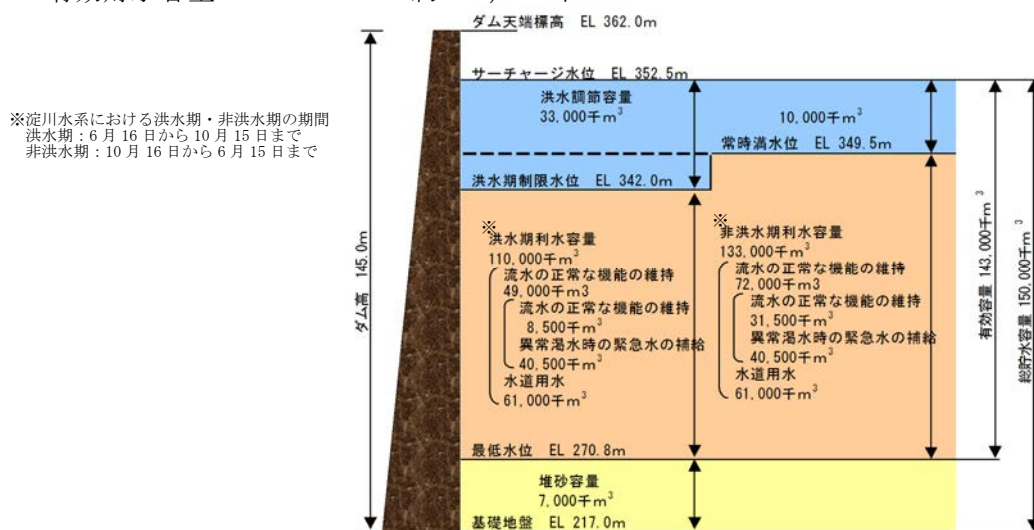 ダム天端標高 EL 362.0m
サーチャージ水位 EL 352.5m
洪水調節容量
33,000千m³
10,000千m³
常時満水位 EL 349.5m
※淀川水系における洪水期・非洪水期の期間
洪水期：6月16日から10月15日まで
非洪水期：10月16日から6月15日まで
洪水期制限水位 EL 342.0m
ダム高 145.0m
※
洪水期利水容量
110,000千m³
流水の正常な機能の維持
49,000千m3
流水の正常な機能の維持
8,500千m³
異常渇水時の緊急水の補給
40,500千m³
水道用水
61,000千m³
※
非洪水期利水容量
133,000千m³
流水の正常な機能の維持
72,000千m3
流水の正常な機能の維持
31,500千m³
異常渇水時の緊急水の補給
40,500千m³
水道用水
61,000千m³
有効容量 143,000千m³
総貯水容量 150,000千m³
最低水位 EL 270.8m
堆砂容量
7,000千m³
基礎地盤 EL 217.0m